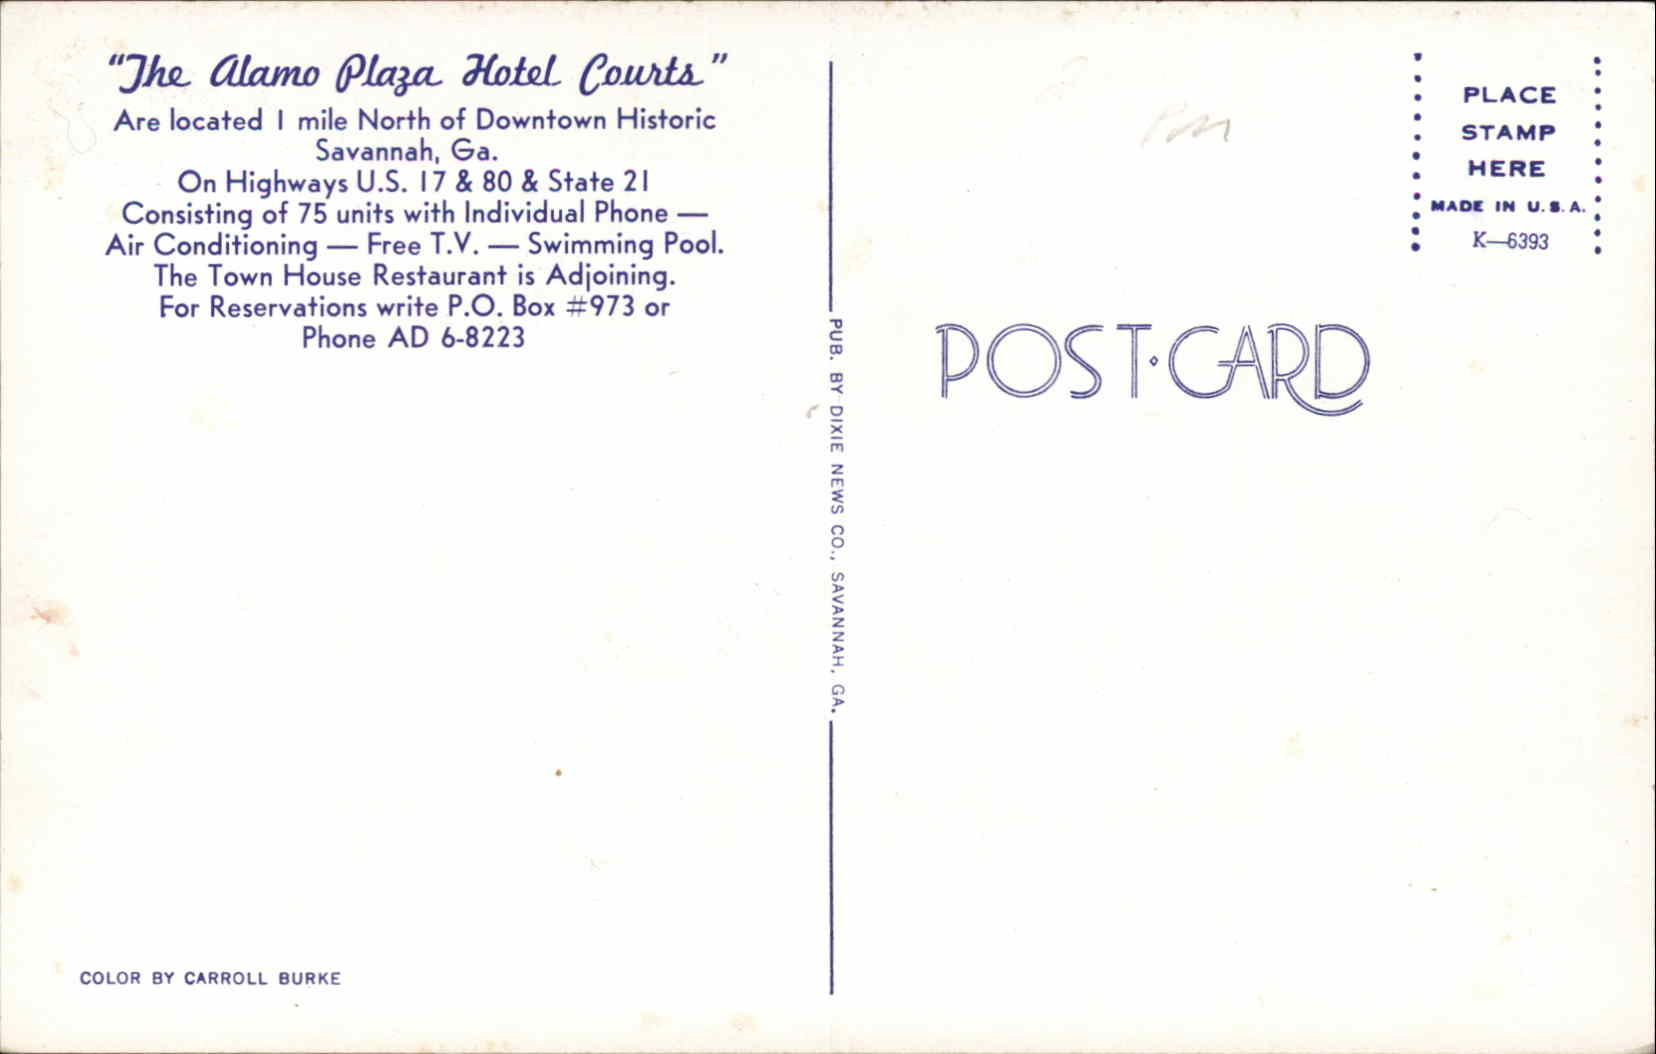 "The Alamo Plaza Hotel Courts"
Are located 1 mile North of Downtown Historic
Savannah, Ga.
On Highways U.S. 17 & 80 & State 21
Consisting of 75 units with Individual Phone —
Air Conditioning — Free T.V. — Swimming Pool.
The Town House Restaurant is Adjoining.
For Reservations write P.O. Box #973 or
Phone AD 6-8223
COLOR BY CARROLL BURKE
PUB. BY DIXIE NEWS CO., SAVANNAH, GA.
POST·CARD
PLACE
STAMP
HERE
MADE IN U.S.A.
K—6393